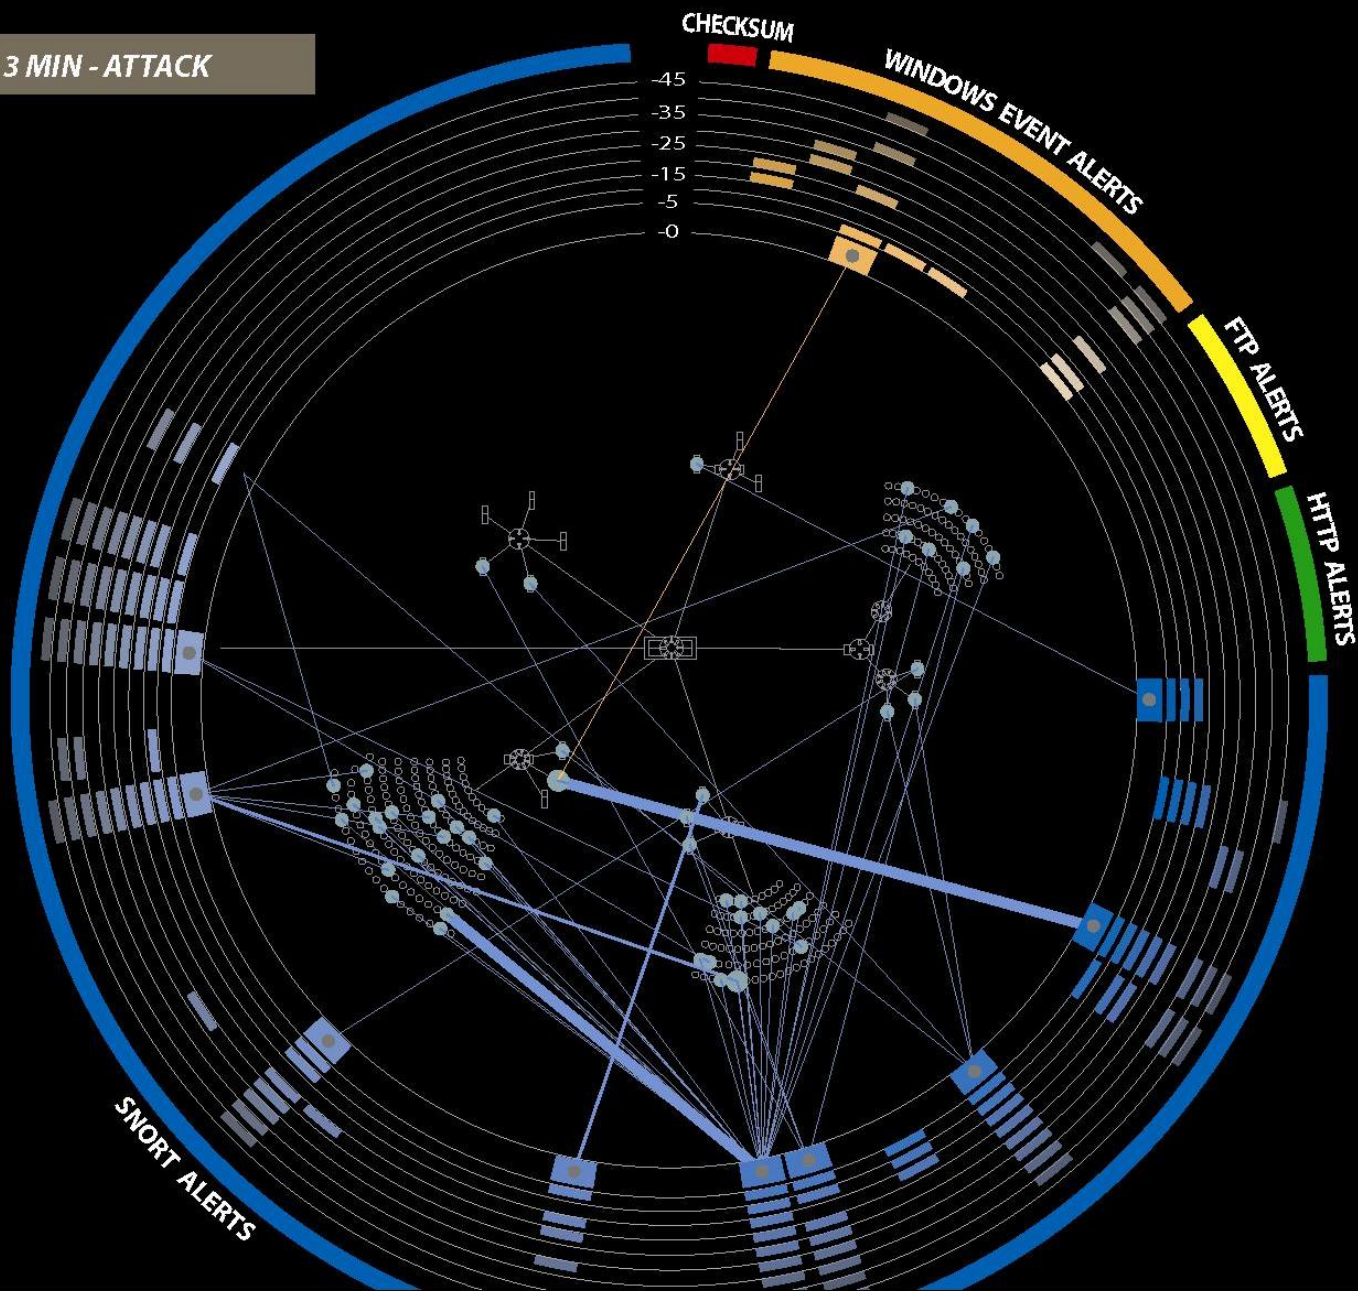 3 MIN - ATTACK
CHECKSUM
WINDOWS EVENT ALERTS
FTP ALERTS
HTTP ALERTS
SNORT ALERTS
-45
-35
-25
-15
-5
-0